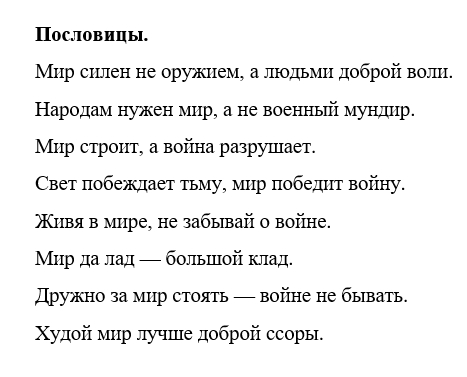 Пословицы.
Мир силен не оружием, а людьми доброй воли.
Народам нужен мир, а не военный мундир.
Мир строит, а война разрушает.
Свет побеждает тьму, мир победит войну.
Живя в мире, не забывай о войне.
Мир да лад — большой клад.
Дружно за мир стоять — войне не бывать.
Худой мир лучше доброй ссоры.